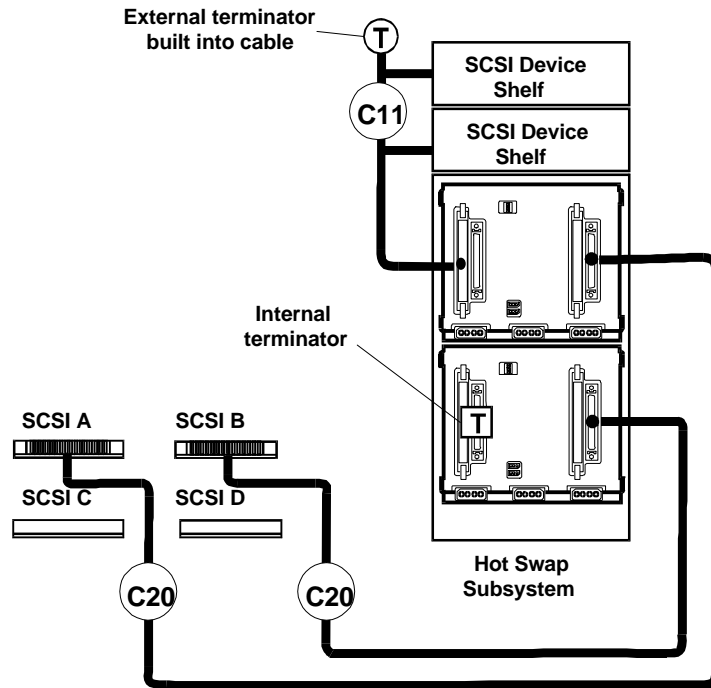 External terminator
built into cable
T
SCSI Device
Shelf
C11
SCSI Device
Shelf
Internal
terminator
T
SCSI A
SCSI B
SCSI C
SCSI D
Hot Swap
Subsystem
C20
C20